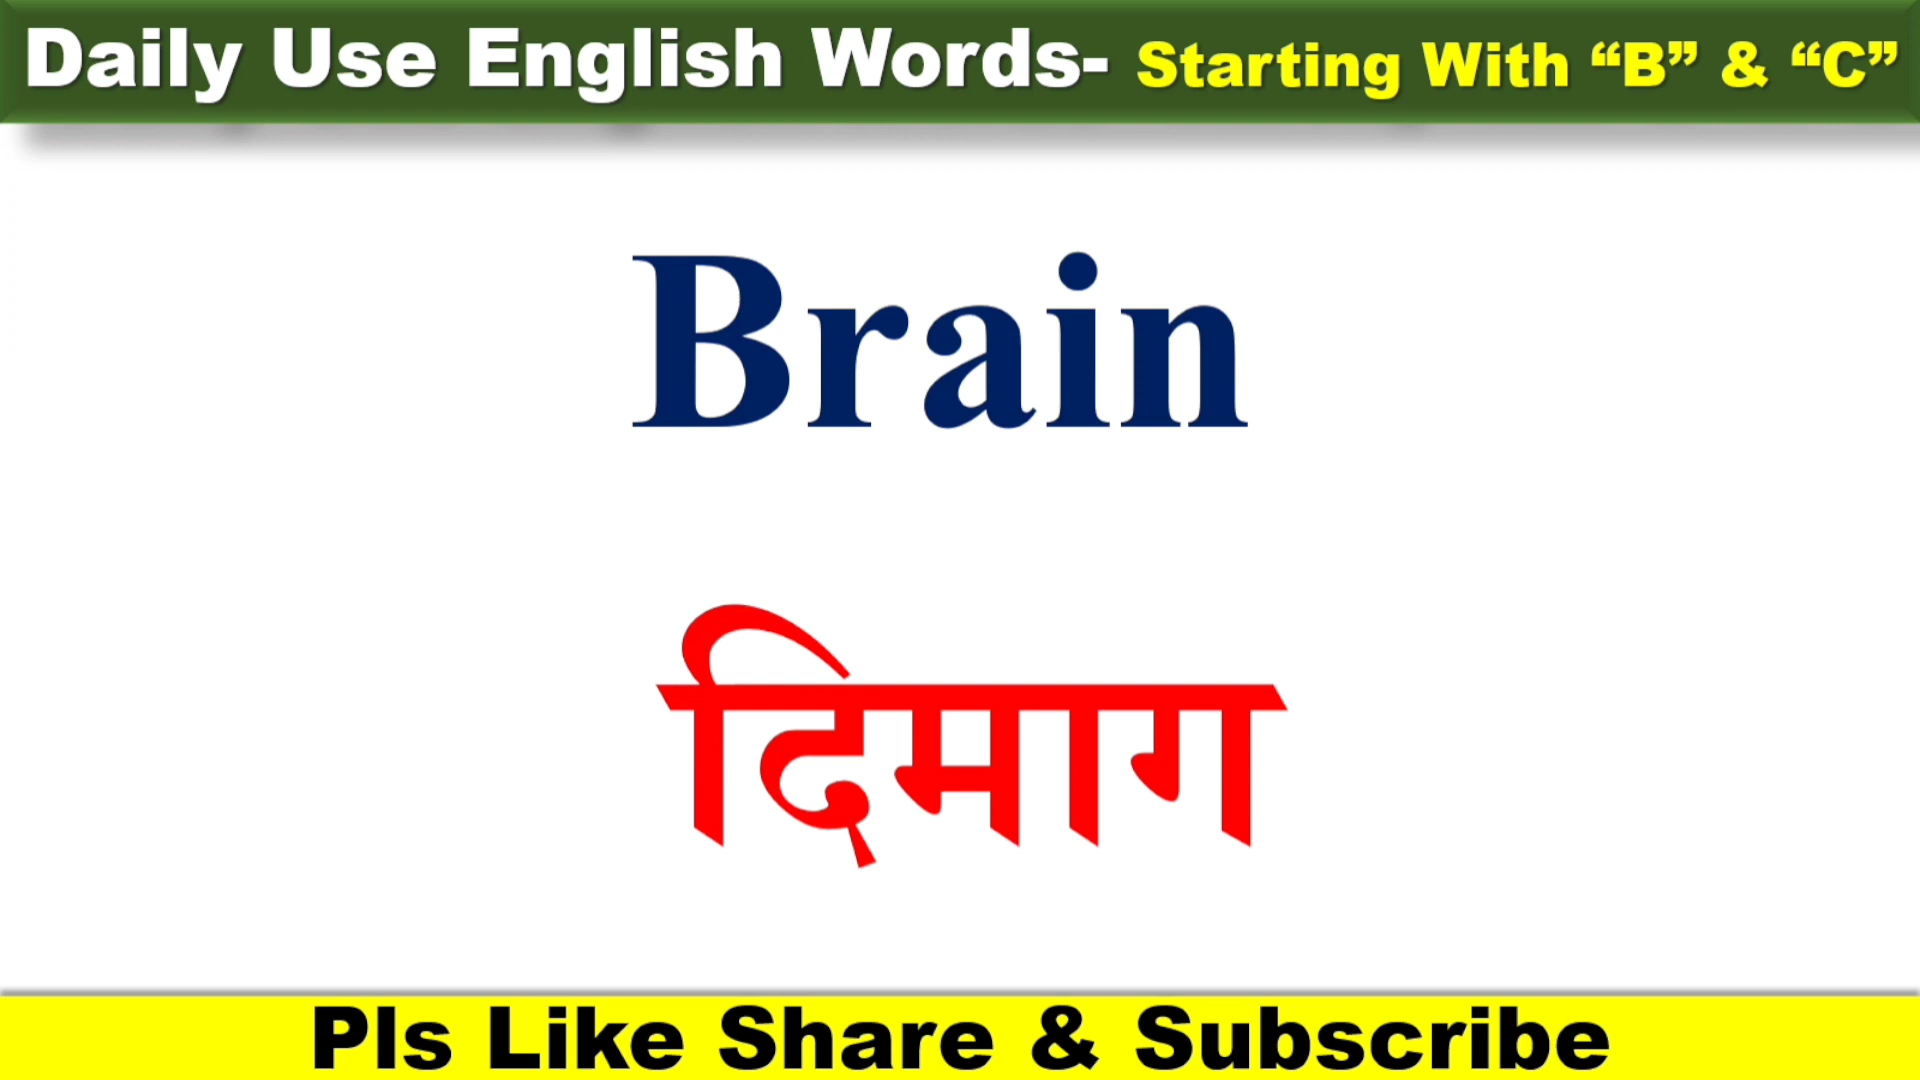 Daily Use English Words- Starting With “B” & “C”
Brain
दिमाग
Pls Like Share & Subscribe